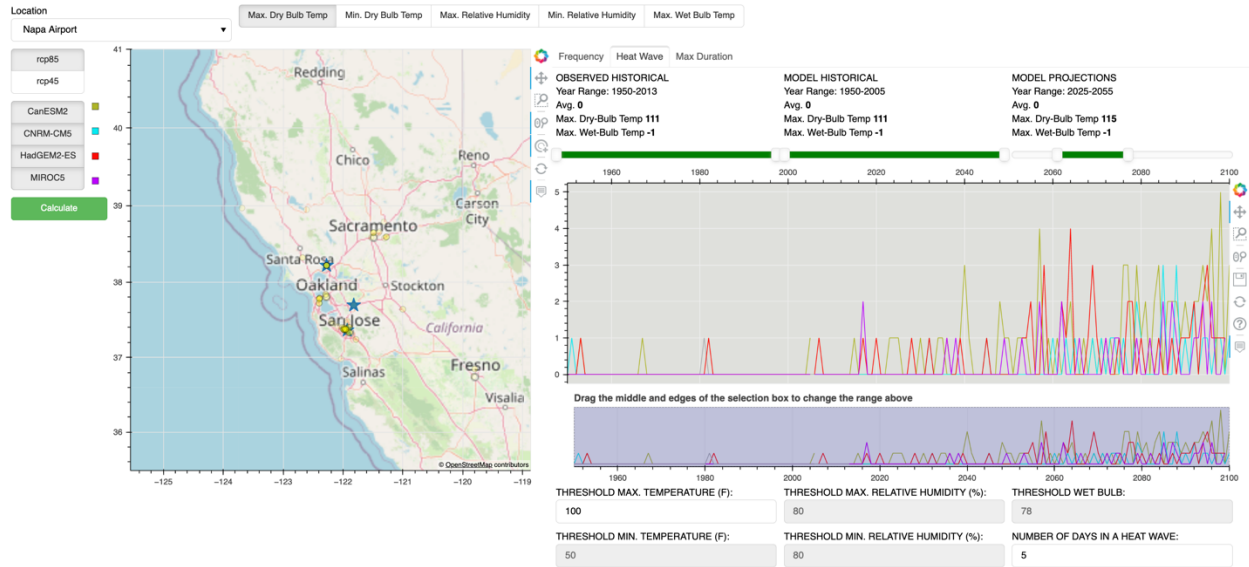 Location
Napa Airport
Max. Dry Bulb Temp
Min. Dry Bulb Temp
Max. Relative Humidity
Min. Relative Humidity
Max. Wet Bulb Temp
rcp85
rcp45
CanESM2
CNRM-CM5
HadGEM2-ES
MIROC5
Calculate
41
40
39
38
37
36
Redding
Chico
Reno
Carson
City
Sacramento
Santa Rosa
Oakland
Stockton
San Jose
California
Salinas
Fresno
Visalia
© OpenStreetMap contributors
−125
−124
−123
−122
−121
−120
−119
Frequency
Heat Wave
Max Duration
OBSERVED HISTORICAL
Year Range: 1950-2013
Avg. 0
Max. Dry-Bulb Temp 111
Max. Wet-Bulb Temp -1
MODEL HISTORICAL
Year Range: 1950-2005
Avg. 0
Max. Dry-Bulb Temp 111
Max. Wet-Bulb Temp -1
MODEL PROJECTIONS
Year Range: 2025-2055
Avg. 0
Max. Dry-Bulb Temp 115
Max. Wet-Bulb Temp -1
1960
1980
2000
2020
2040
2060
2080
2100
5
4
3
2
1
0
Drag the middle and edges of the selection box to change the range above
1960
1980
2000
2020
2040
2060
2080
2100
THRESHOLD MAX. TEMPERATURE (F):
100
THRESHOLD MAX. RELATIVE HUMIDITY (%):
80
THRESHOLD WET BULB:
78
THRESHOLD MIN. TEMPERATURE (F):
50
THRESHOLD MIN. RELATIVE HUMIDITY (%):
80
NUMBER OF DAYS IN A HEAT WAVE:
5